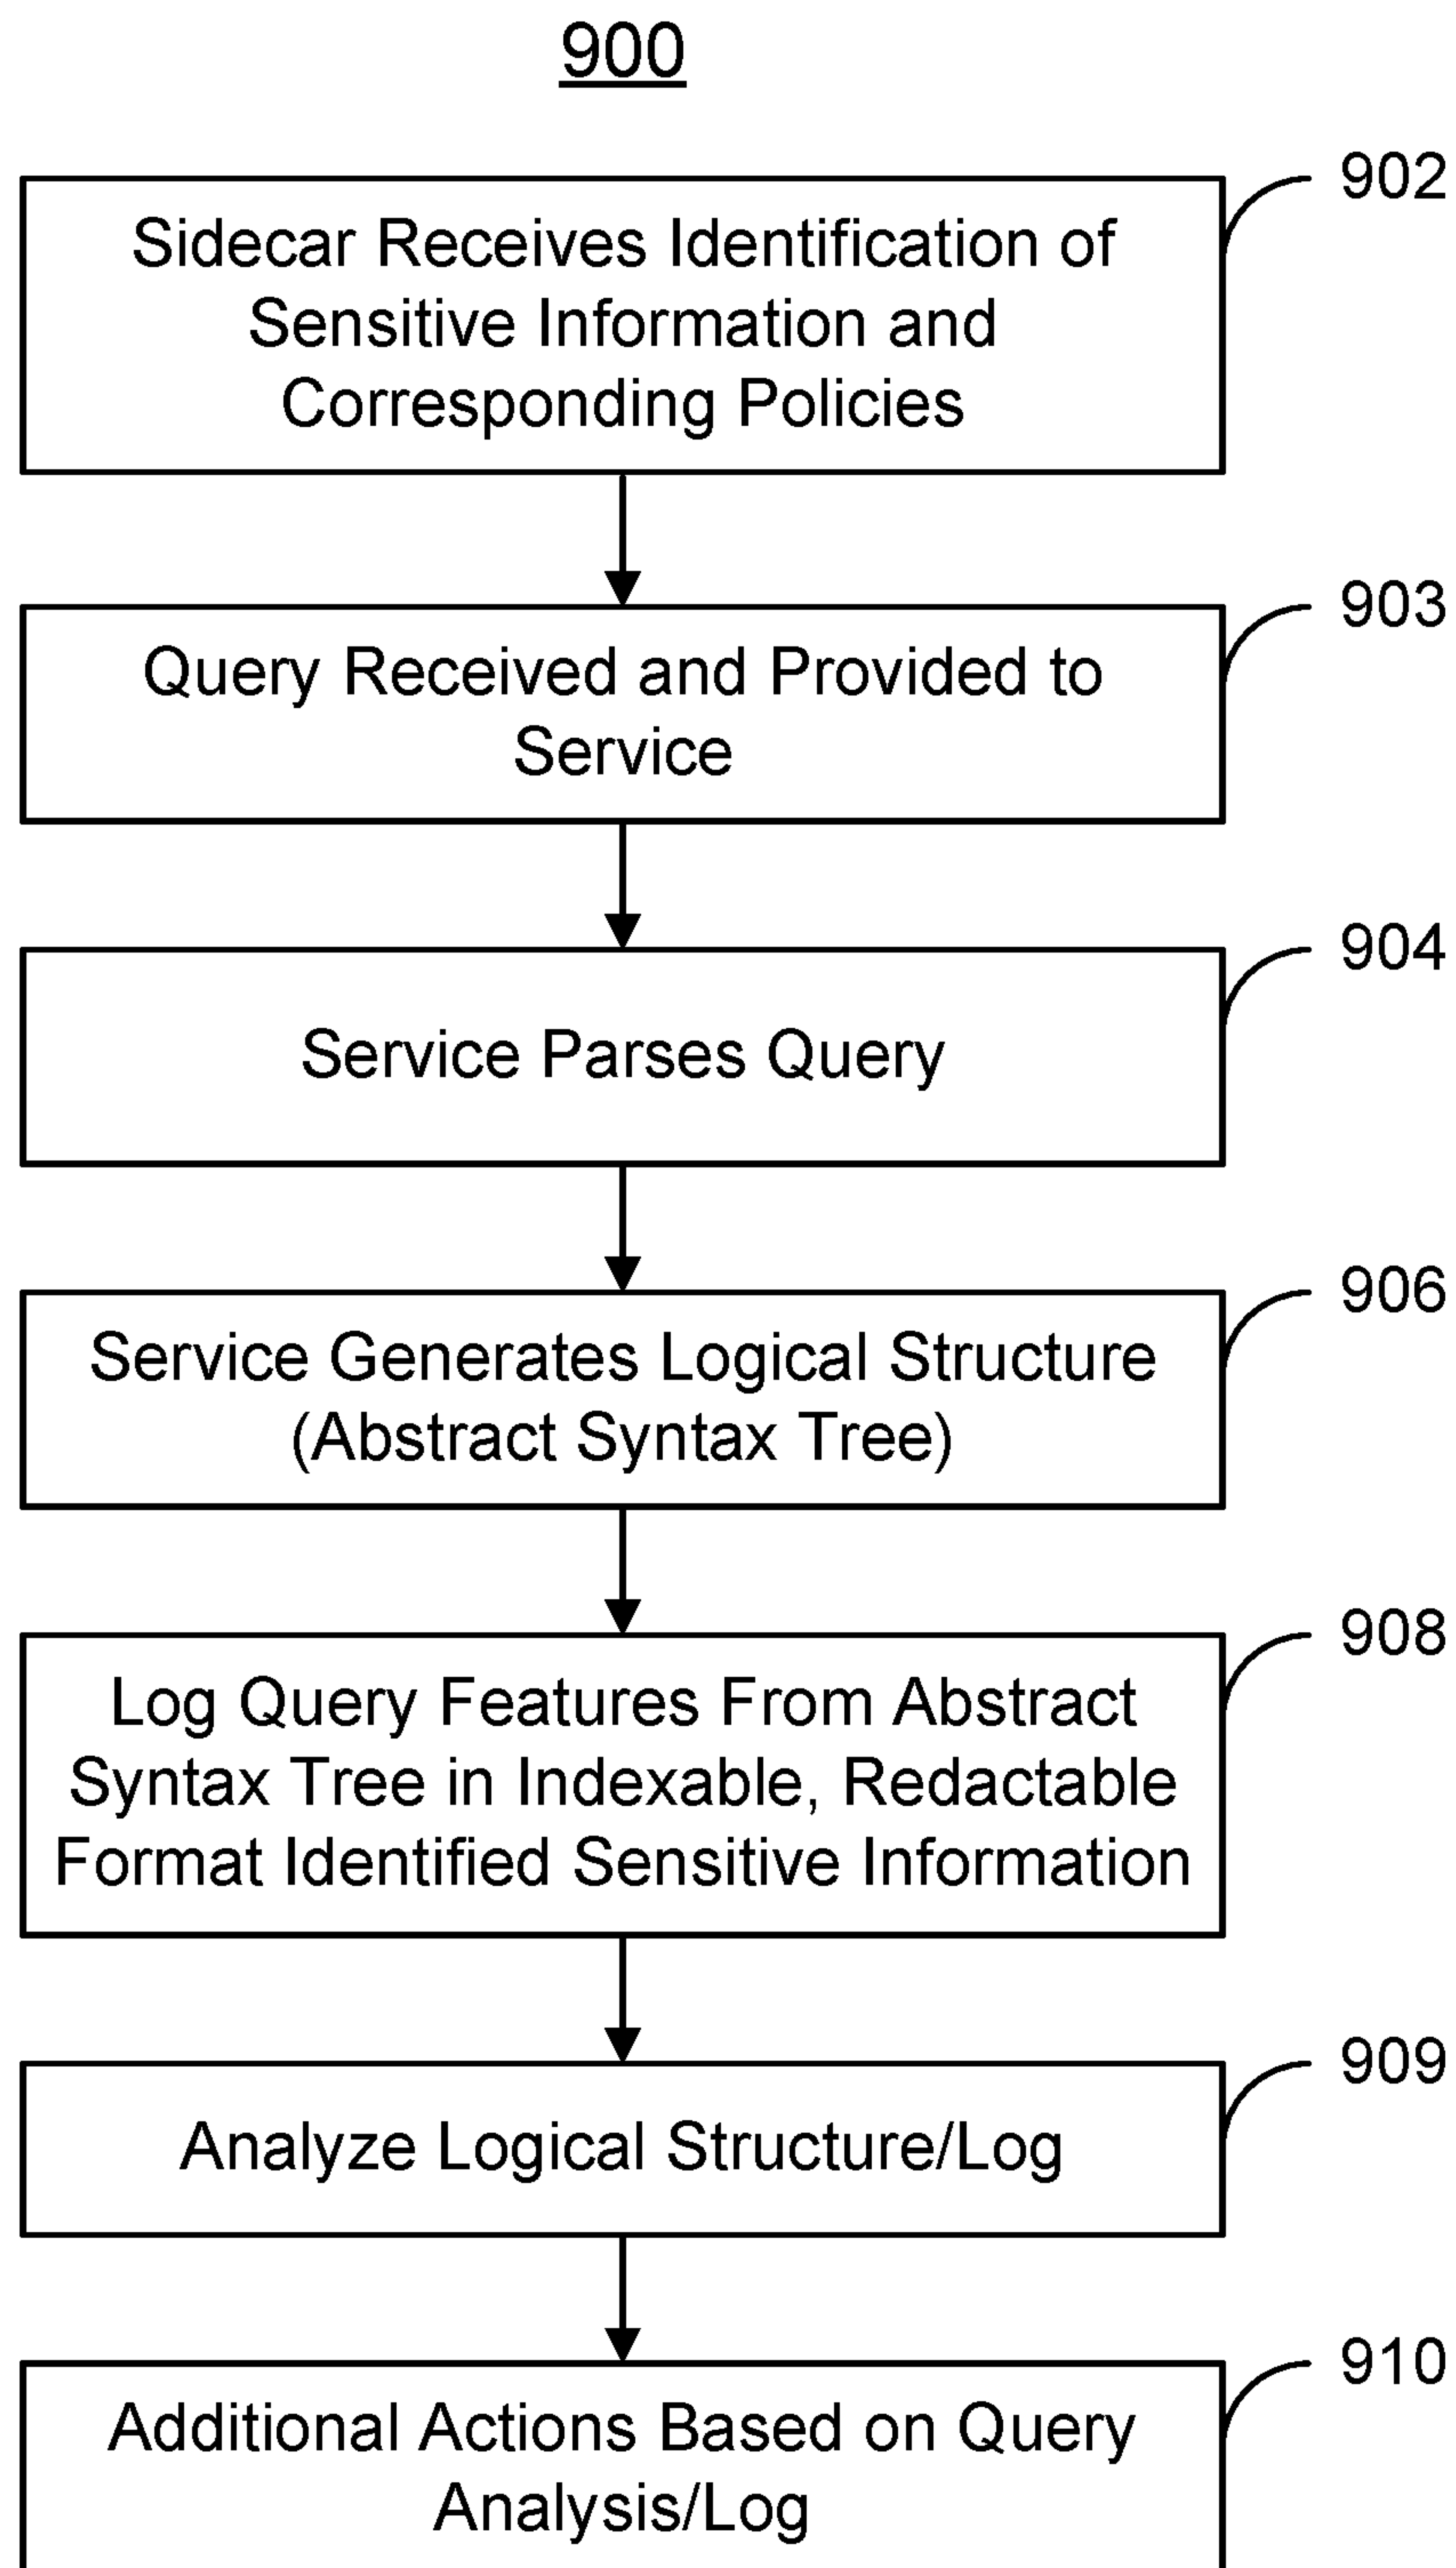 900
902
Sidecar Receives Identification of
Sensitive Information and
Corresponding Policies
903
Query Received and Provided to
Service
904
Service Parses Query
906
Service Generates Logical Structure
(Abstract Syntax Tree)
908
Log Query Features From Abstract
Syntax Tree in Indexable, Redactable
Format Identified Sensitive Information
909
Analyze Logical Structure/Log
910
Additional Actions Based on Query
Analysis/Log